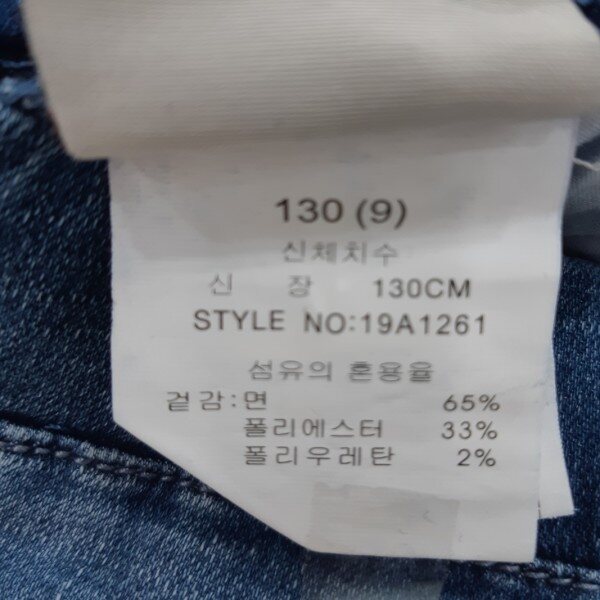 130 (9)
신체치수
신 장 130CM
STYLE NO:19A1261
섬유의 혼용율
겉감:면 65%
폴리에스터 33%
폴리우레탄 2%